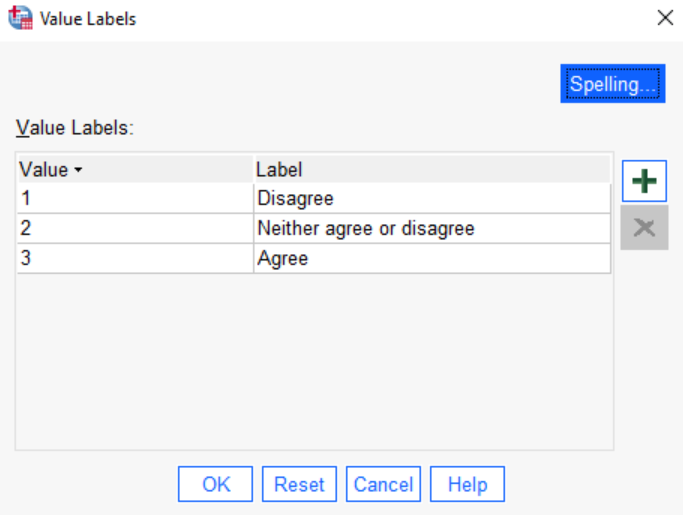 Value Labels
Spelling...
Value Labels:
Value Label
1 Disagree
2 Neither agree or disagree
3 Agree
OK Reset Cancel Help